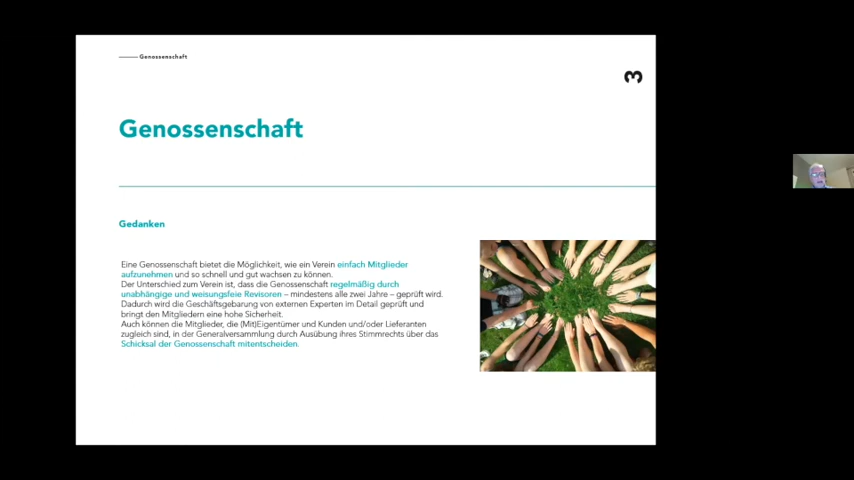 Genossenschaft
3
Genossenschaft
Gedanken
Eine Genossenschaft bietet die Möglichkeit, wie ein Verein einfach Mitglieder
aufzunehmen und so schnell und gut wachsen zu können.
Der Unterschied zum Verein ist, dass die Genossenschaft regelmäßig durch
unabhängige und weisungsfeie Revisoren – mindestens alle zwei Jahre – geprüft wird.
Dadurch wird die Geschäftsgebarung von externen Experten im Detail geprüft und
bringt den Mitgliedern eine hohe Sicherheit.
Auch können die Mitglieder, die (Mit)Eigentümer und Kunden und/oder Lieferanten
zugleich sind, in der Generalversammlung durch Ausübung ihres Stimmrechts über das
Schicksal der Genossenschaft mitentscheiden.